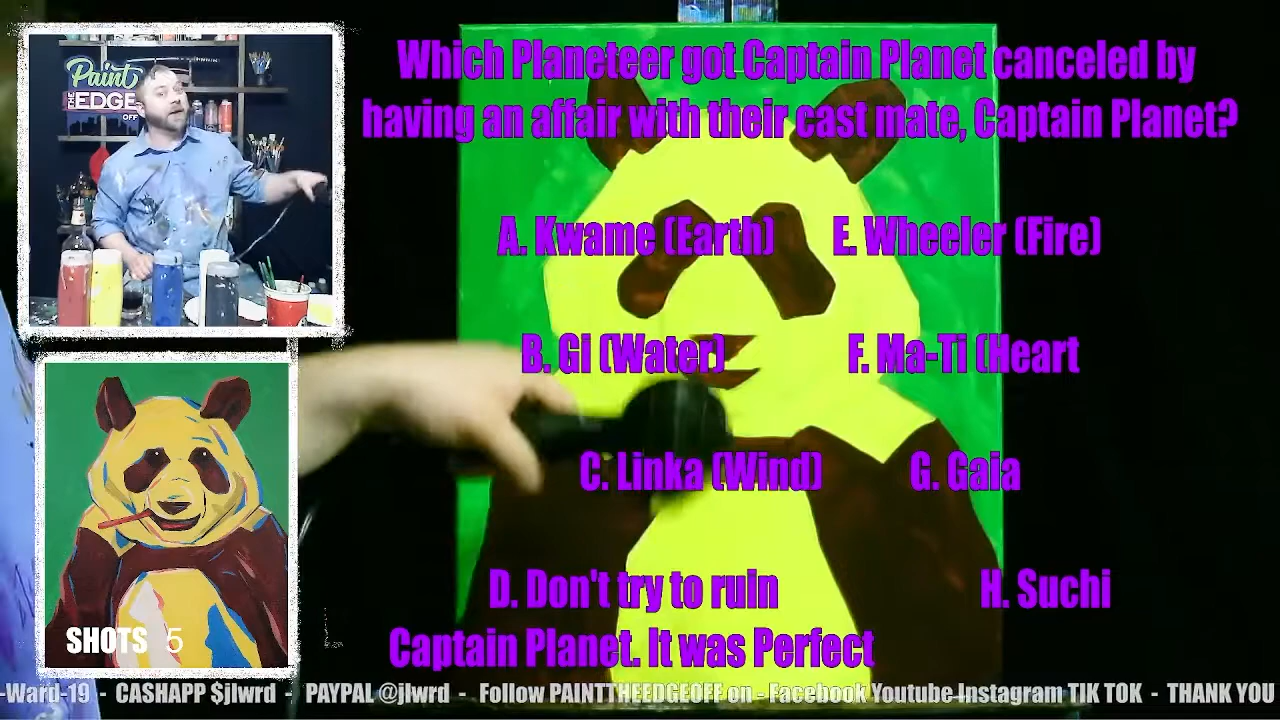 Paint
THE EDGE
OFF
Which Planeteer got Captain Planet canceled by
having an affair with their cast mate, Captain Planet?
A. Kwame (Earth)
E. Wheeler (Fire)
B. Gi (Water)
F. Ma-Ti (Heart
C. Linka (Wind)
G. Gaia
D. Don't try to ruin
Captain Planet. It was Perfect
H. Suchi
SHOTS 5
-Ward-19 - CASHAPP $jlwrd - PAYPAL @jlwrd - Follow PAINTTHEEDGEOFF on - Facebook Youtube Instagram TIK TOK - THANK YOU